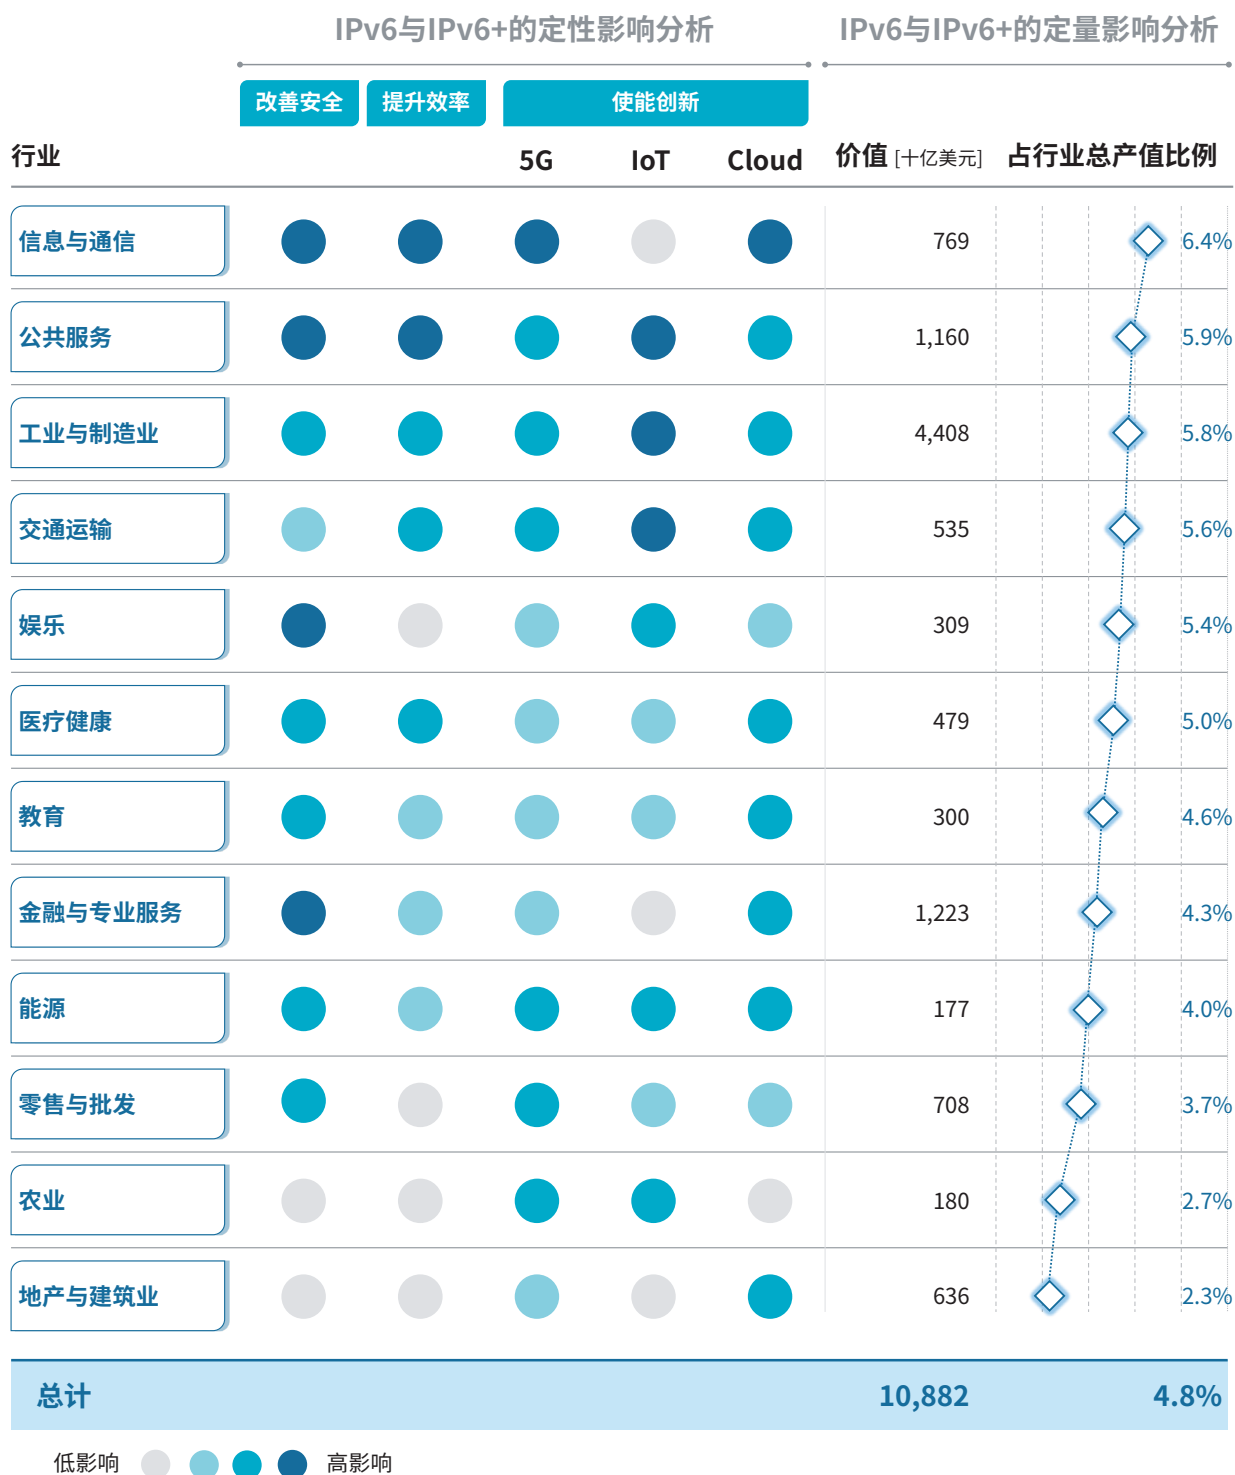 IPv6与IPv6+的定性影响分析 IPv6与IPv6+的定量影响分析
改善安全 提升效率 使能创新
行业 5G IoT Cloud 价值 [十亿美元] 占行业总产值比例
信息与通信 769 6.4%
公共服务 1,160 5.9%
工业与制造业 4,408 5.8%
交通运输 535 5.6%
娱乐 309 5.4%
医疗健康 479 5.0%
教育 300 4.6%
金融与专业服务 1,223 4.3%
能源 177 4.0%
零售与批发 708 3.7%
农业 180 2.7%
地产与建筑业 636 2.3%
总计 10,882 4.8%
低影响 高影响